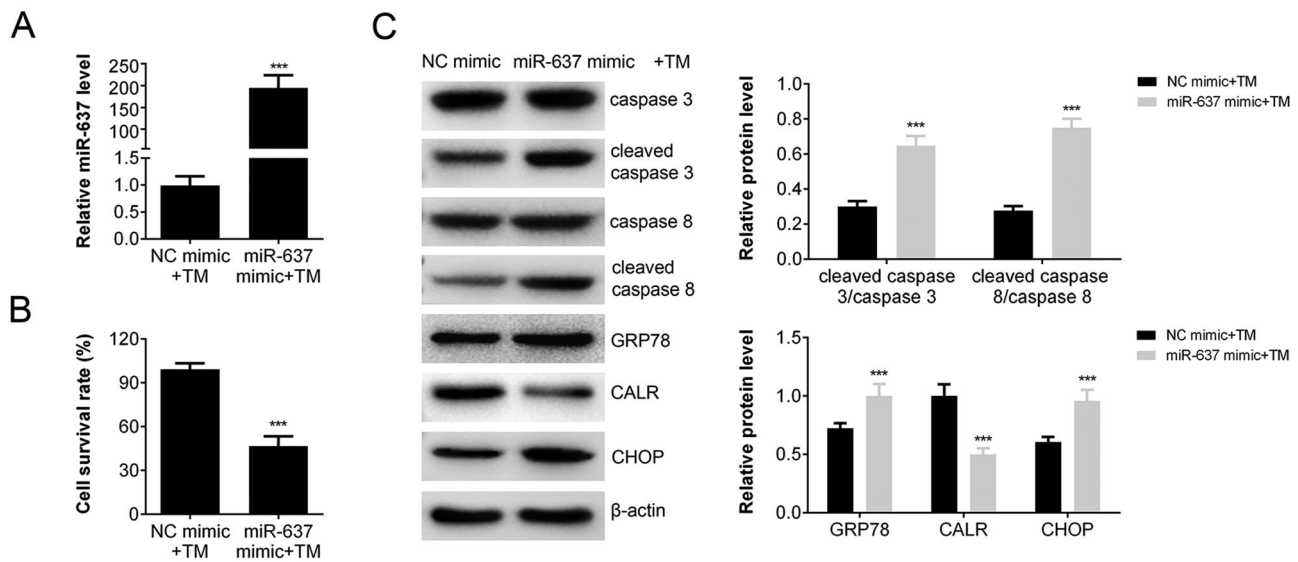 A
Relative miR-637 level
250
200
150
100
1.5
1.0
0.5
0.0
***
NC mimic
+TM
miR-637
mimic+TM
B
Cell survival rate (%)
120
90
60
30
0
***
NC mimic
+TM
miR-637
mimic+TM
C
NC mimic miR-637 mimic +TM
caspase 3
cleaved
caspase 3
caspase 8
cleaved
caspase 8
GRP78
CALR
CHOP
β-actin
Relative protein level
1.0
0.8
0.6
0.4
0.2
0.0
***
***
cleaved caspase
3/caspase 3
cleaved caspase
8/caspase 8
NC mimic+TM
miR-637 mimic+TM
Relative protein level
1.5
1.0
0.5
0.0
***
***
***
GRP78
CALR
CHOP
NC mimic+TM
miR-637 mimic+TM